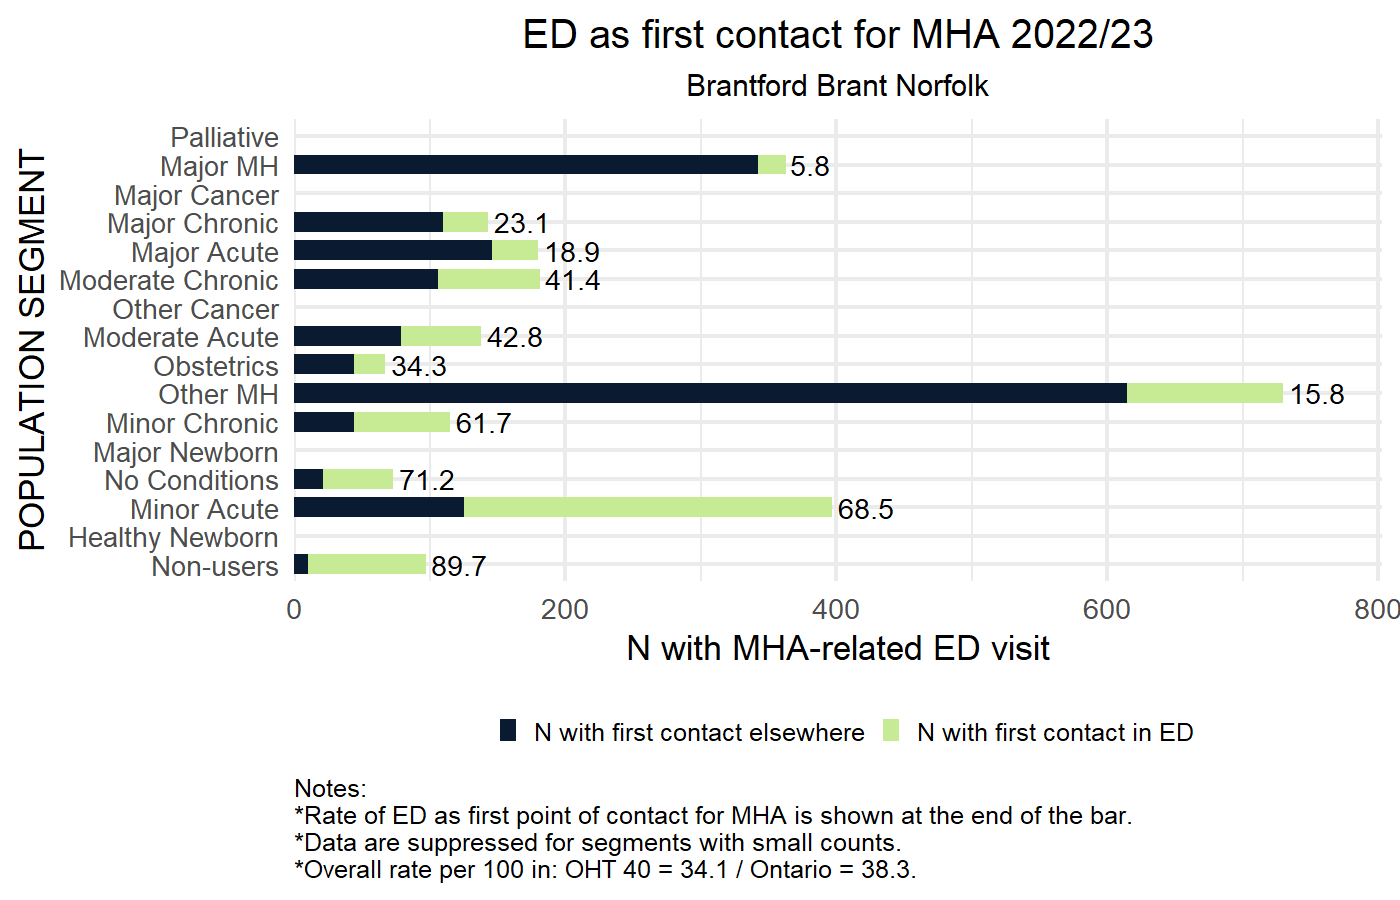 ED as first contact for MHA 2022/23
Brantford Brant Norfolk
POPULATION SEGMENT
Palliative
Major MH 5.8
Major Cancer
Major Chronic 23.1
Major Acute 18.9
Moderate Chronic 41.4
Other Cancer
Moderate Acute 42.8
Obstetrics 34.3
Other MH 15.8
Minor Chronic 61.7
Major Newborn
No Conditions 71.2
Minor Acute 68.5
Healthy Newborn
Non-users 89.7
0 200 400 600 800
N with MHA-related ED visit
N with first contact elsewhere N with first contact in ED
Notes:
*Rate of ED as first point of contact for MHA is shown at the end of the bar.
*Data are suppressed for segments with small counts.
*Overall rate per 100 in: OHT 40 = 34.1 / Ontario = 38.3.